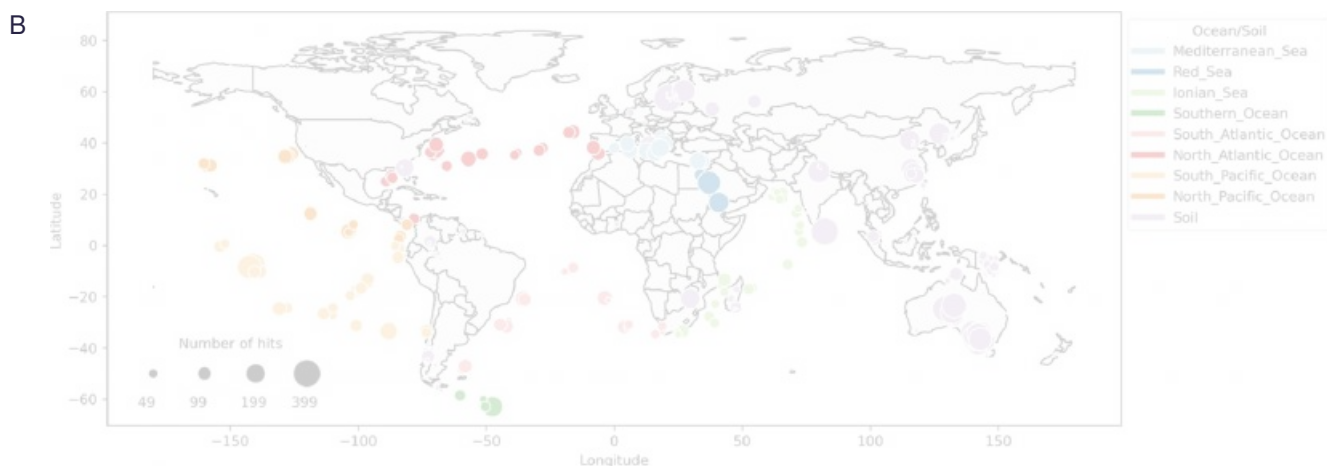 B
80
60
40
20
0
−20
−40
−60
Latitude
−150
−100
−50
0
50
100
150
Longitude
Number of hits
49 99 199 399
Ocean/Soil
Mediterranean_Sea
Red_Sea
Ionian_Sea
Southern_Ocean
South_Atlantic_Ocean
North_Atlantic_Ocean
South_Pacific_Ocean
North_Pacific_Ocean
Soil